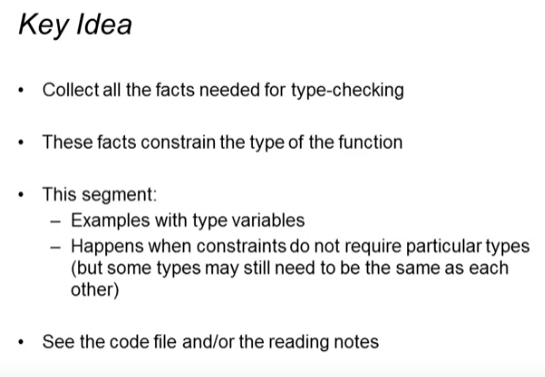 Key Idea
• Collect all the facts needed for type-checking
• These facts constrain the type of the function
• This segment:
– Examples with type variables
– Happens when constraints do not require particular types
(but some types may still need to be the same as each
other)
• See the code file and/or the reading notes